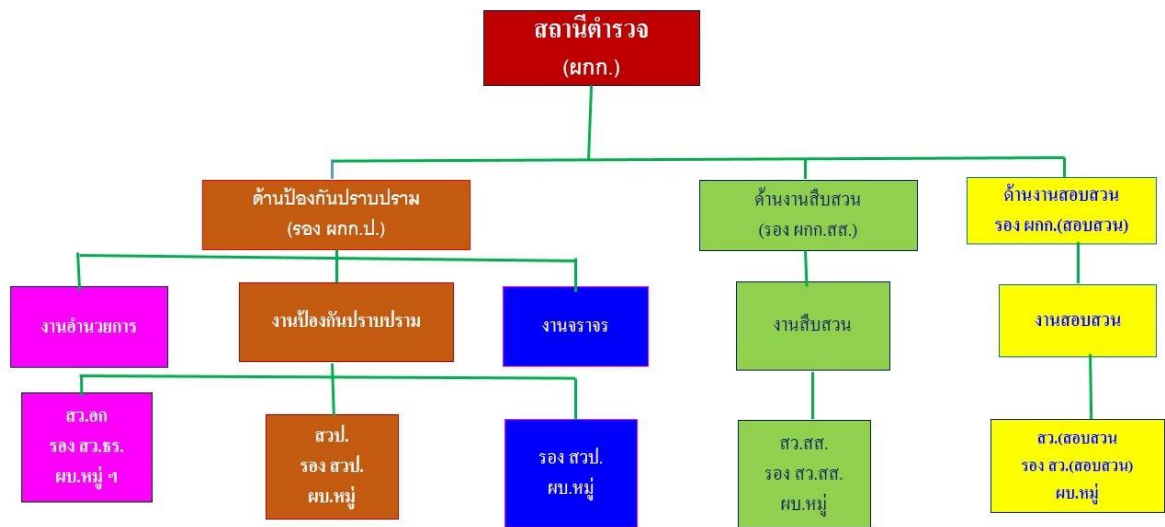 สถานีตำรวจ
(ผกก.)
ด้านป้องกันปราบปราม
(รอง ผกก.ป.)
ด้านงานสืบสวน
(รอง ผกก.สส.)
ด้านงานสอบสวน
รอง ผกก.(สอบสวน)
งานอำนวยการ
งานป้องกันปราบปราม
งานจราจร
งานสืบสวน
งานสอบสวน
สว.อก
รอง สว.ธร.
ผบ.หมู่ ฯ
สวป.
รอง สวป.
ผบ.หมู่
รอง สวป.
ผบ.หมู่
สว.สส.
รอง สว.สส.
ผบ.หมู่
สว.(สอบสวน
รอง สว.(สอบสวน)
ผบ.หมู่